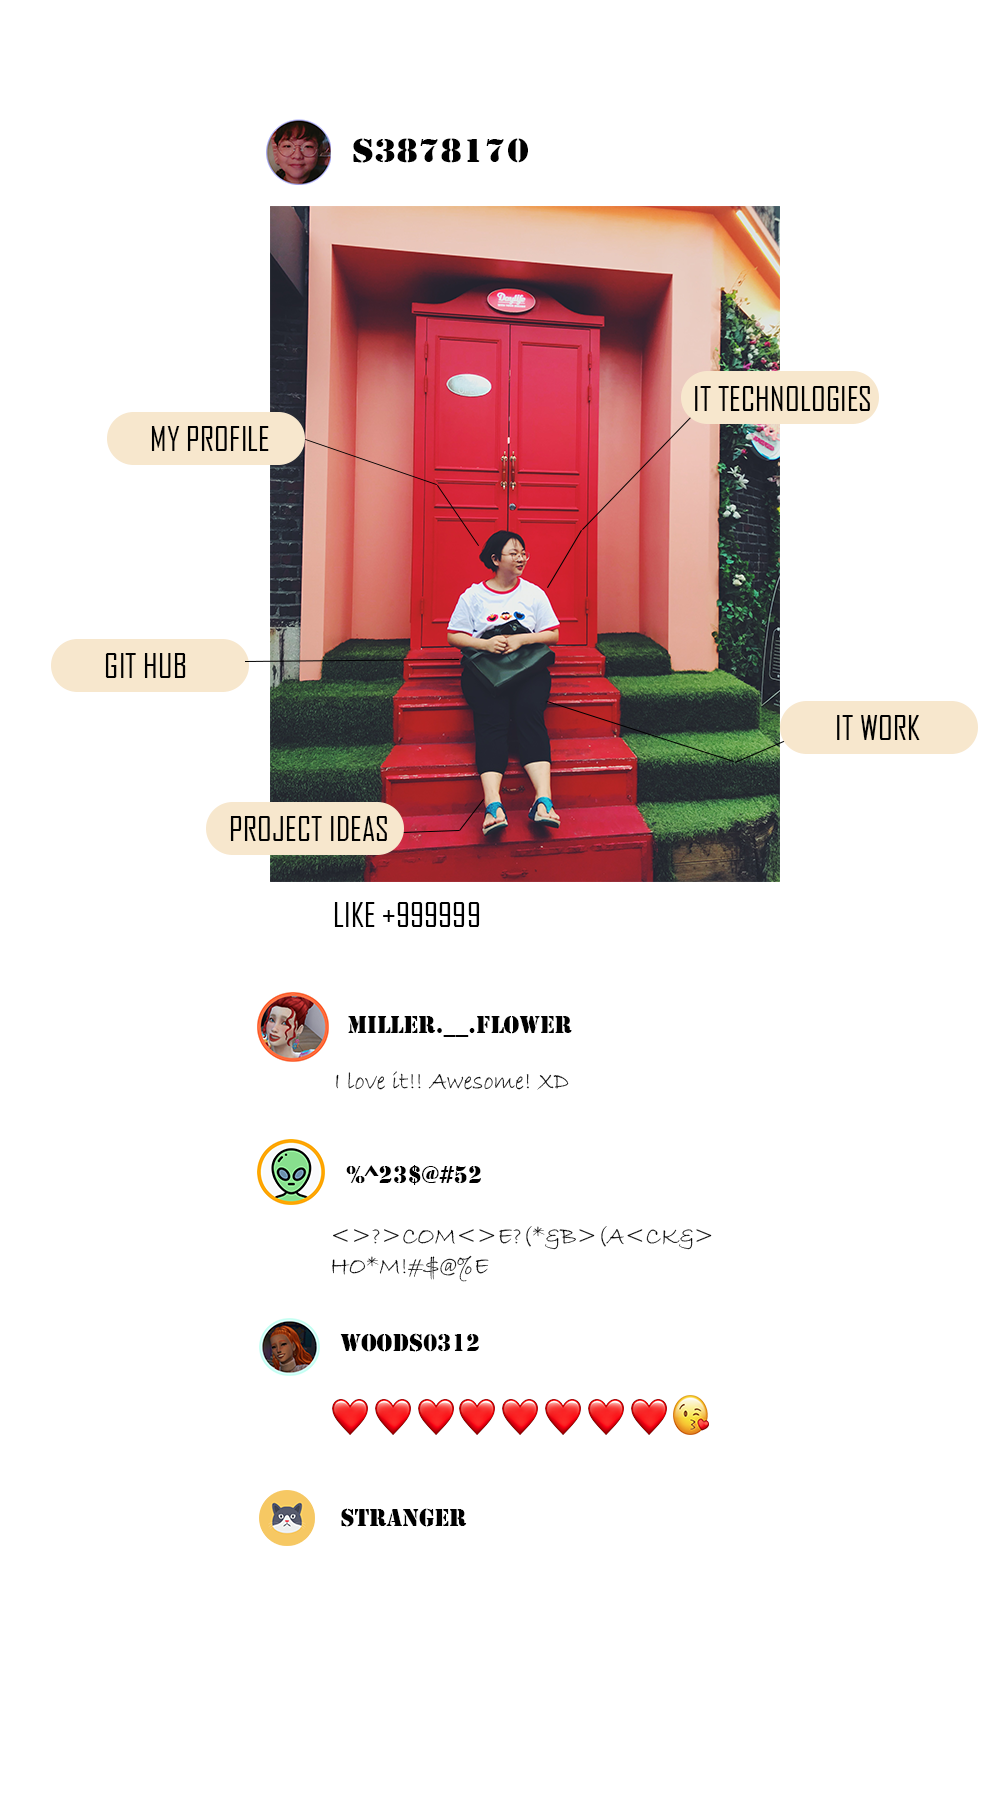 S3878170
IT TECHNOLOGIES
MY PROFILE
GIT HUB
IT WORK
PROJECT IDEAS
LIKE +999999
MILLER.__.FLOWER
I love it!! Awesome! XD
%^23$@#52
<>?>COM<>E?(*&B>(A<CK&>
HO*M!#$@%E
WOODS0312
STRANGER